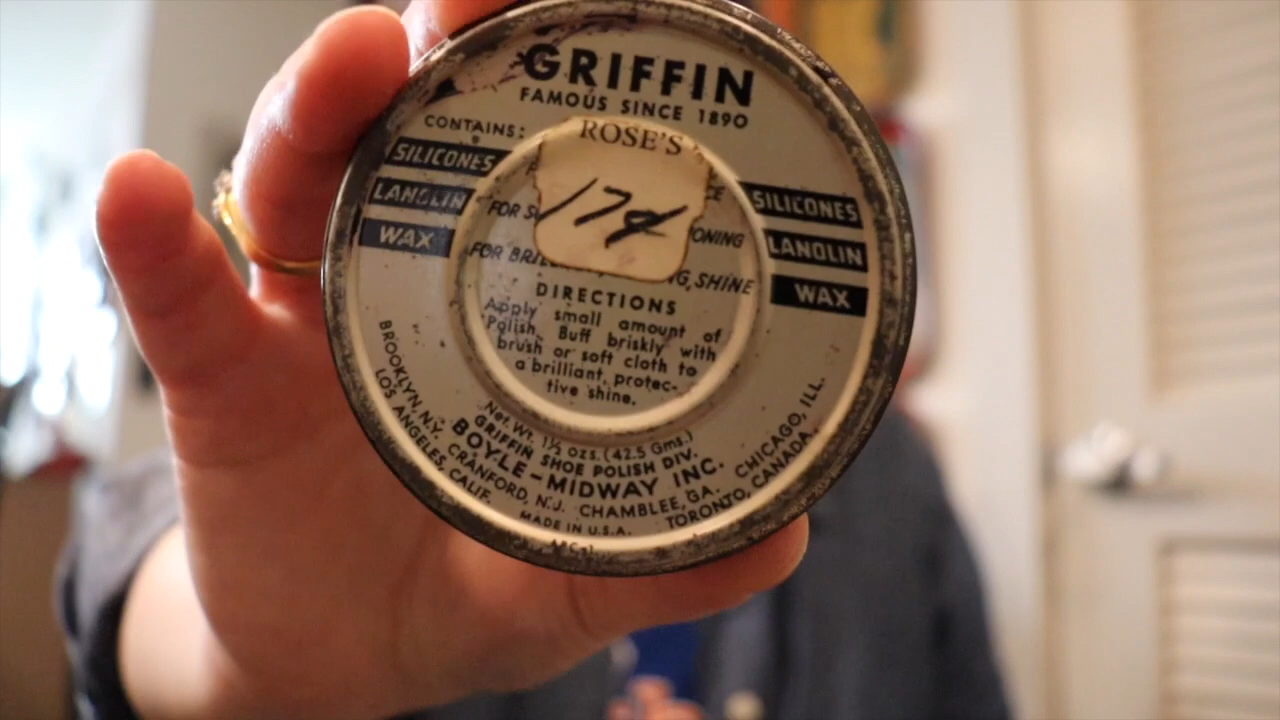 GRIFFIN
FAMOUS SINCE 1890
CONTAINS:
SILICONES
LANOLIN
WAX
ROSE'S
17¢
SILICONES
LANOLIN
WAX
FOR ONING
FOR SHINE
DIRECTIONS
Apply small amount of
Polish. Buff briskly with
brush or soft cloth to
a brilliant, protec-
tive shine.
Net. Wt. 1½ ozs. (42.5 Gms.)
GRIFFIN SHOE POLISH DIV.
BOYLE-MIDWAY INC.
BROOKLYN, N.Y. CRANFORD, N.J. CHAMBLEE, GA. CHICAGO, ILL.
LOS ANGELES, CALIF. TORONTO, CANADA
MADE IN U.S.A.